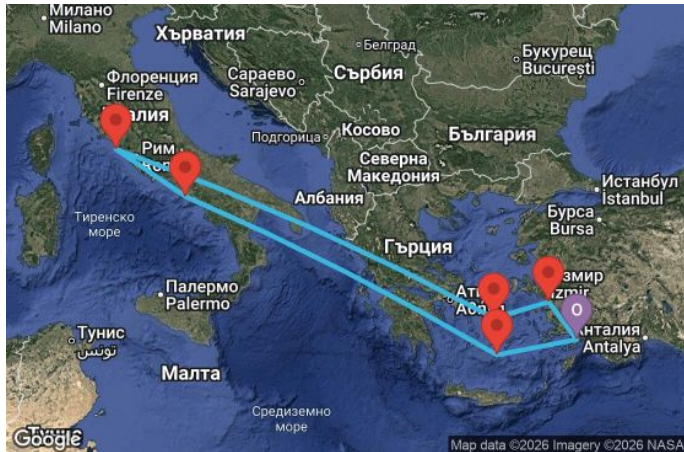 Милано
Milano
Хърватия
Белград
Букурещ
București
Флоренция
Firenze
Сараево
Sarajevo
Сърбия
Подгорица
Косово
България
Рим
Северна
Македония
Истанбул
İstanbul
Албания
Бурса
Bursa
Тиренско
море
Гърция
Палермо
Palermo
O
Анталия
Antalya
Тунис
تونس
Малта
Средиземно
море
Google
Map data ©2026 Imagery ©2026 NASA